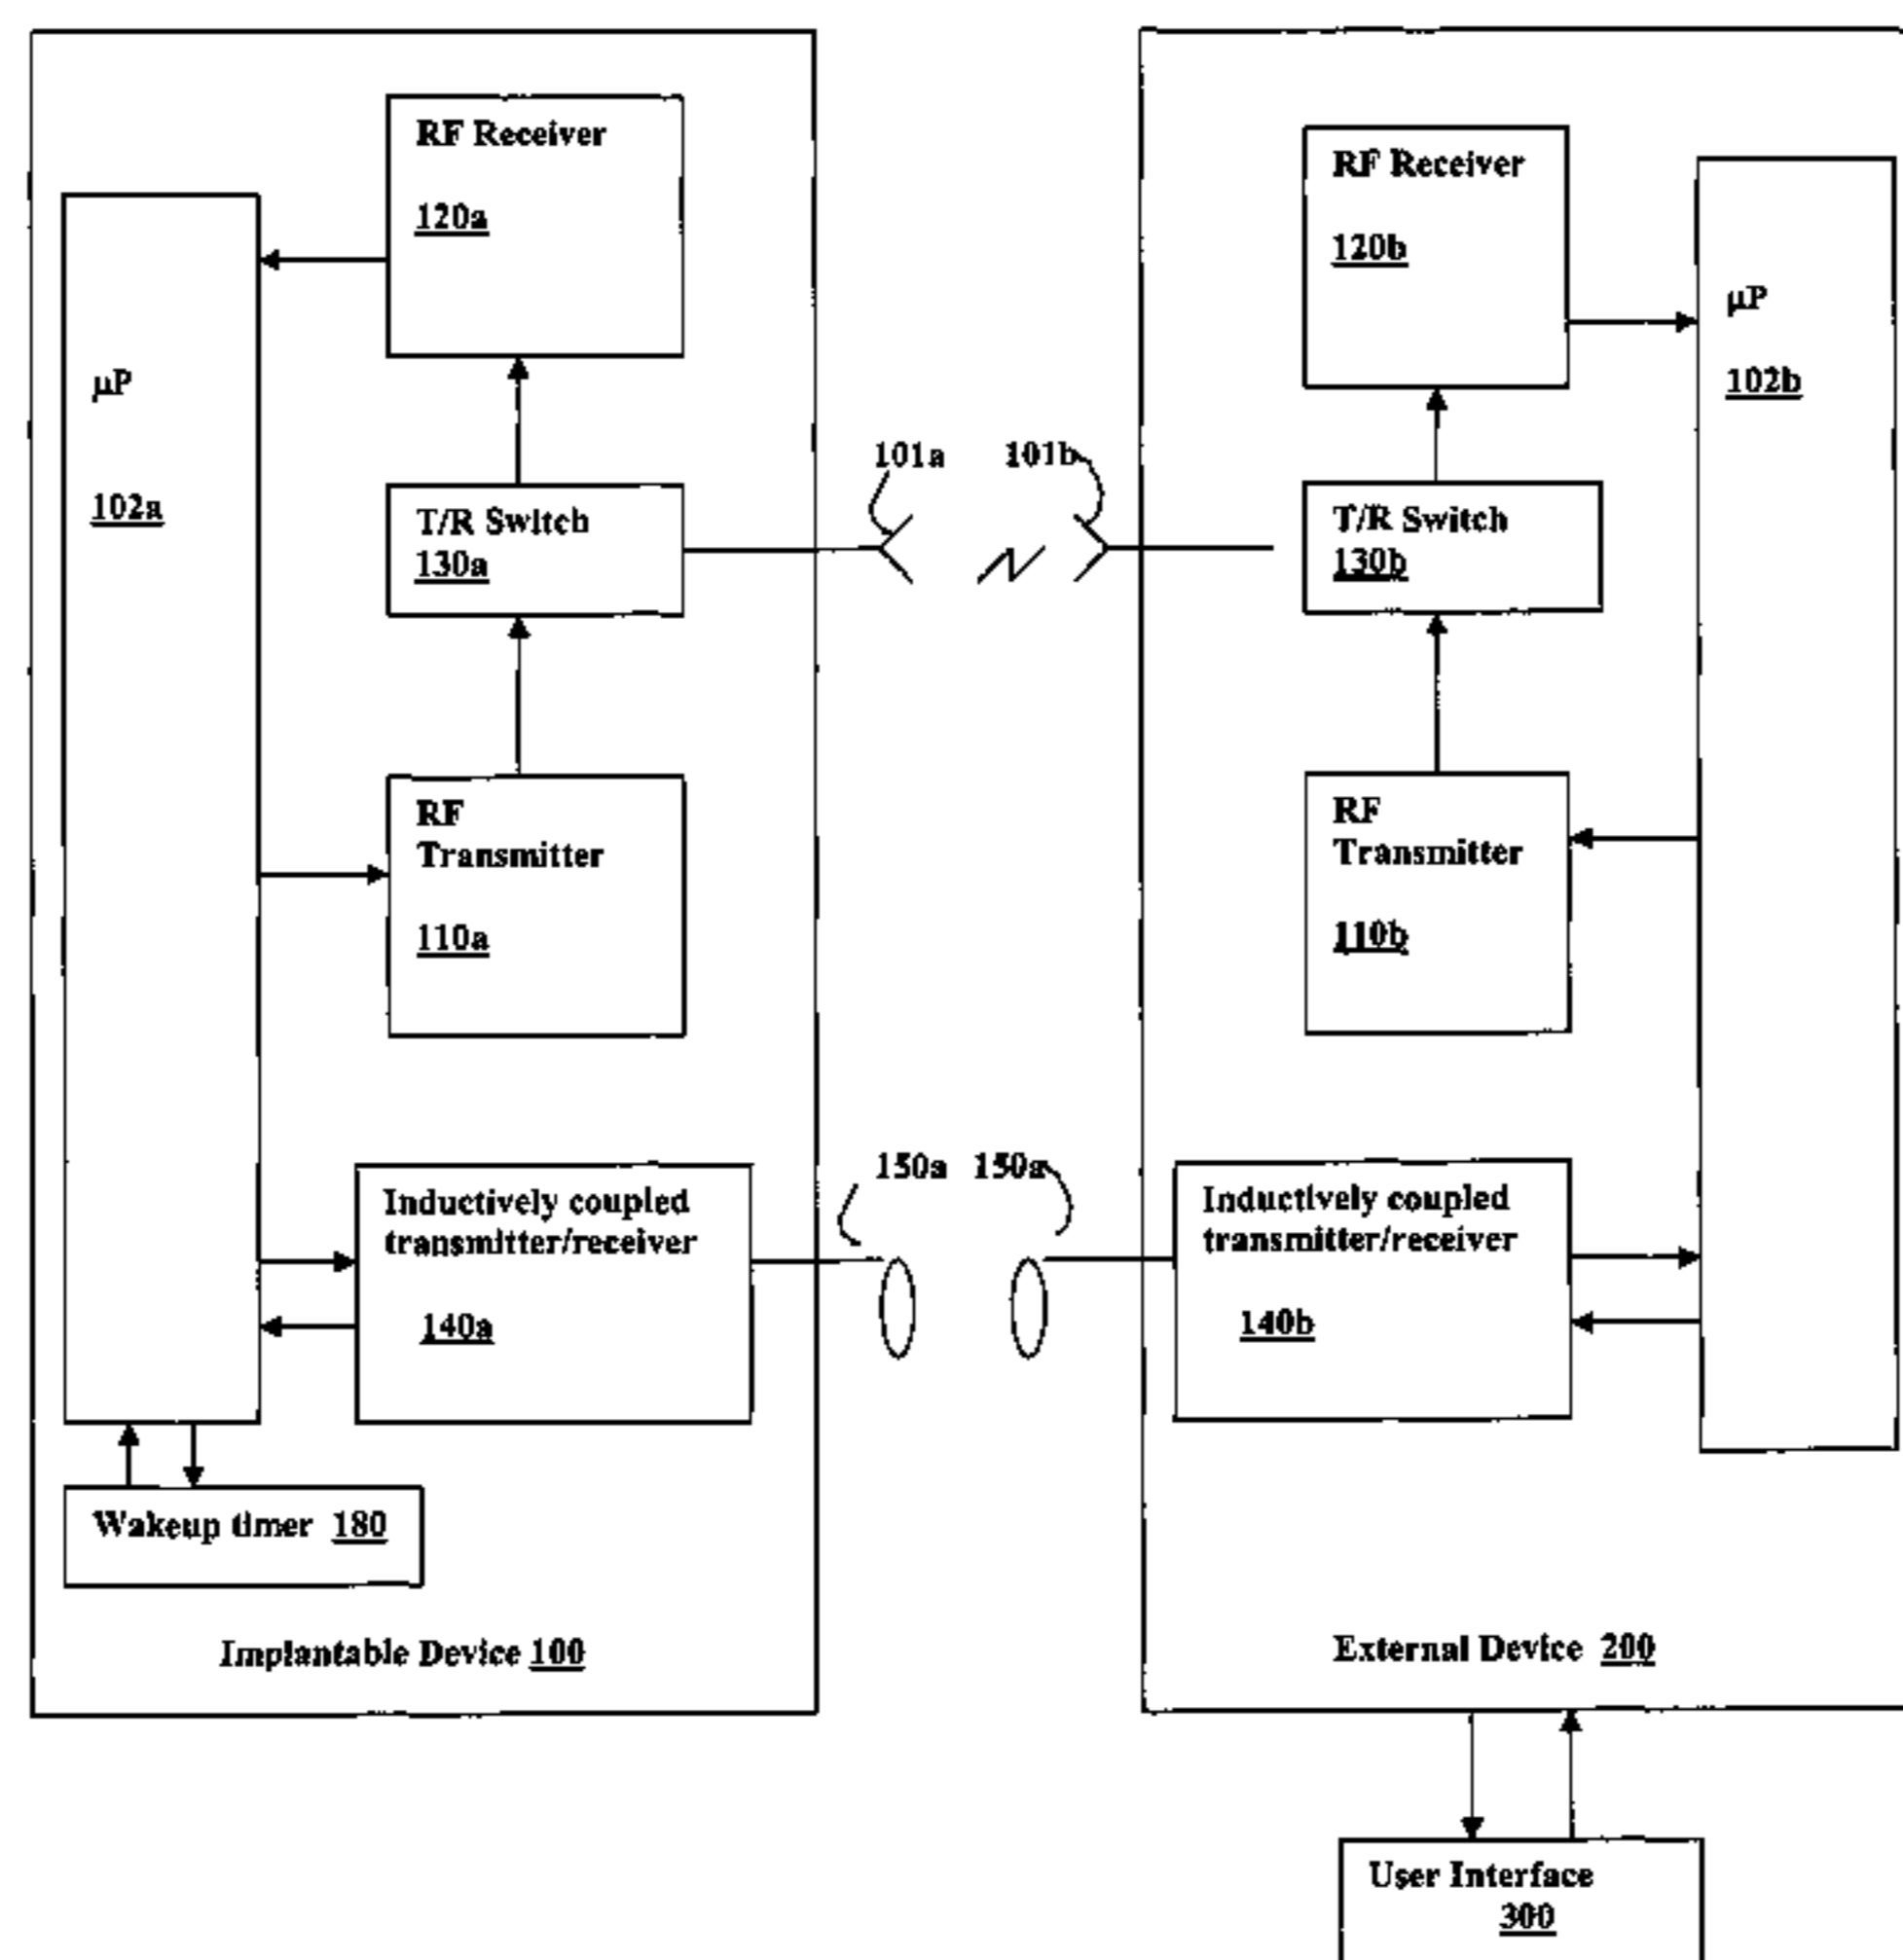 RF Receiver
120a
µP
102a
T/R Switch
130a
RF
Transmitter
110a
Inductively coupled
transmitter/receiver
140a
Wakeup timer 180
Implantable Device 100
101a 101b
150a 150a
RF Receiver
120b
µP
102b
T/R Switch
130b
RF
Transmitter
110b
Inductively coupled
transmitter/receiver
140b
External Device 200
User Interface
300